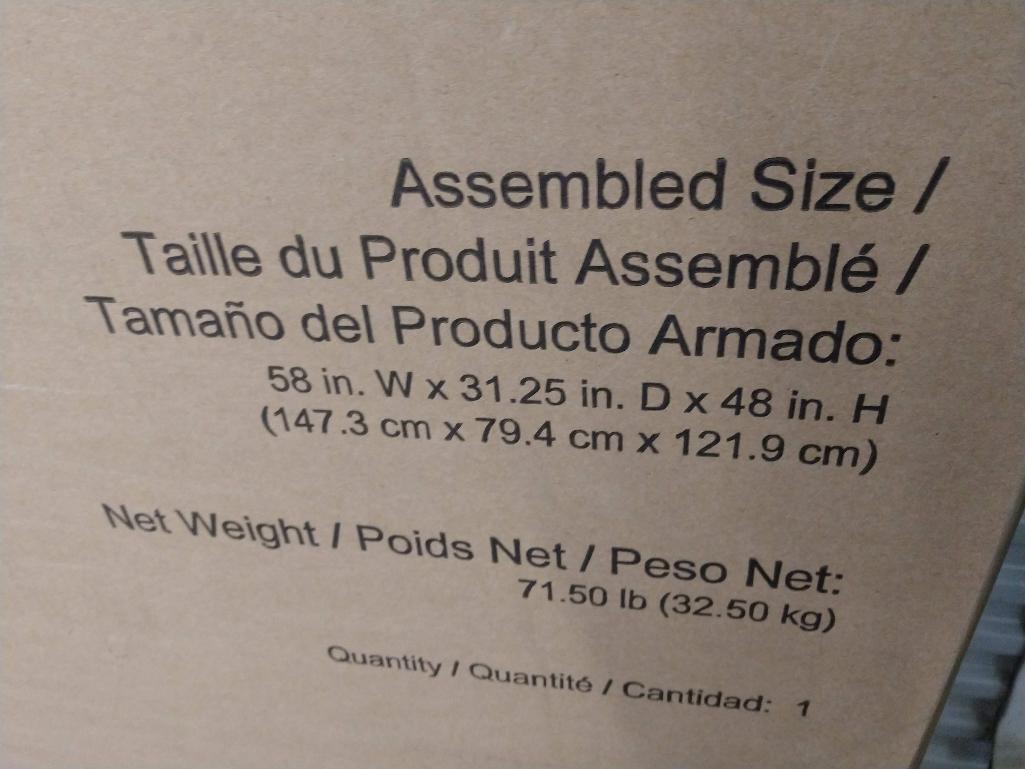 Assembled Size /
Taille du Produit Assemblé /
Tamaño del Producto Armado:
58 in. W x 31.25 in. D x 48 in. H
(147.3 cm x 79.4 cm x 121.9 cm)
Net Weight / Poids Net / Peso Net:
71.50 lb (32.50 kg)
Quantity / Quantité / Cantidad: 1